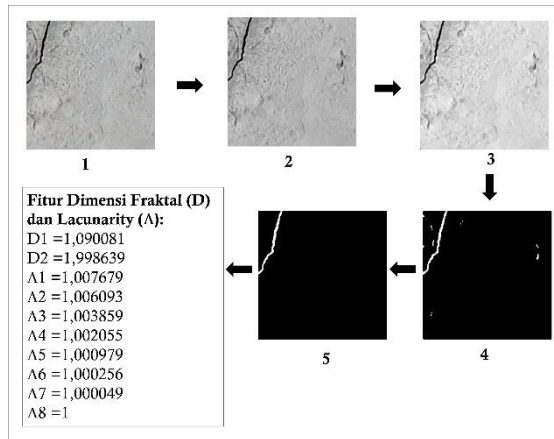 1
2
3
Fitur Dimensi Fraktal (D)
dan Lacunarity (Λ):
D1 =1,090081
D2 =1,998639
Λ1 =1,007679
Λ2 =1,006093
Λ3 =1,003859
Λ4 =1,002055
Λ5 =1,000979
Λ6 =1,000256
Λ7 =1,000049
Λ8 =1
5
4